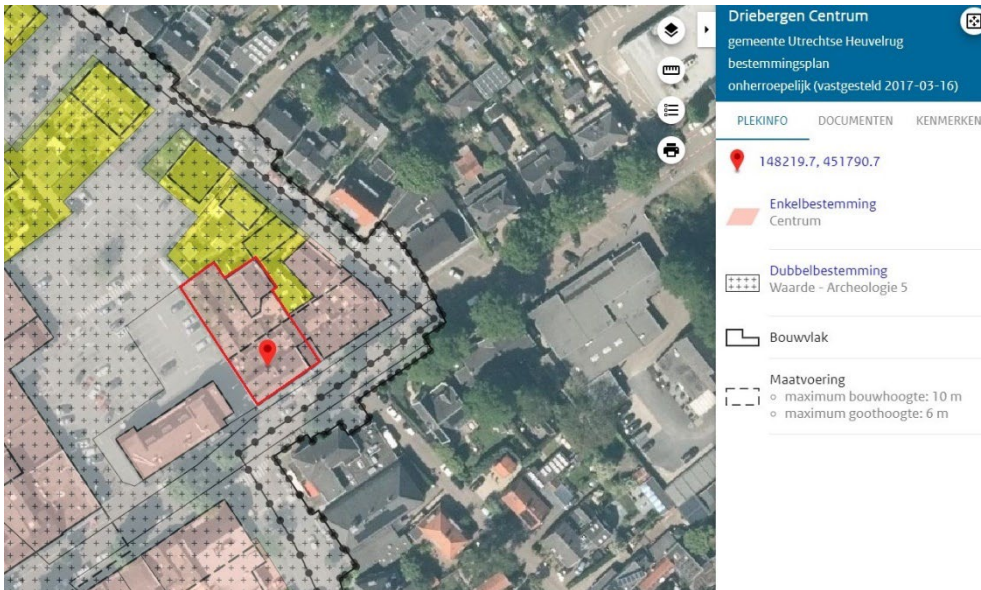 Driebergen Centrum
gemeente Utrechtse Heuvelrug
bestemmingsplan
onherroepelijk (vastgesteld 2017-03-16)
PLEKINFO DOCUMENTEN KENMERKEN
148219.7, 451790.7
Enkelbestemming
Centrum
Dubbelbestemming
Waarde - Archeologie 5
Bouwvlak
Maatvoering
maximum bouwhoogte: 10 m
maximum goothoogte: 6 m